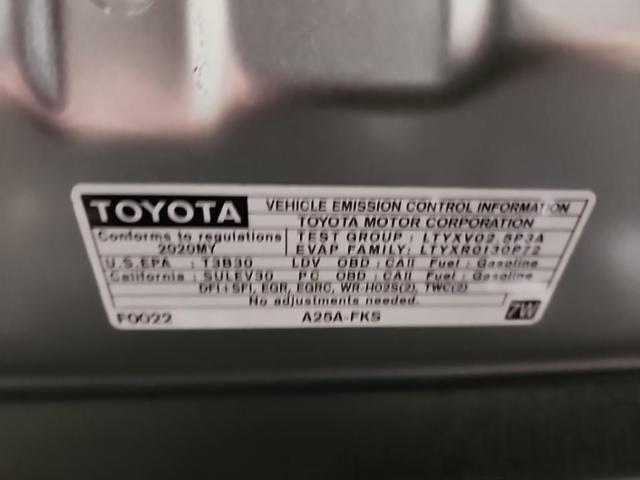 TOYOTA VEHICLE EMISSION CONTROL INFORMATION
TOYOTA MOTOR CORPORATION
Conforms to regulations TEST GROUP : LTYXV02.5P3A
2020MY EVAP FAMILY: LTYXR0130P72
U.S.EPA : T3B30 LDV OBD : CAII Fuel : Gasoline
California : SULEV30 PC OBD : CAII Fuel : Gasoline
DFI+SFI, EGR, EGRC, WR-HO2S(2), TWC(2)
No adjustments needed.
F0022 A25A-FKS 7W